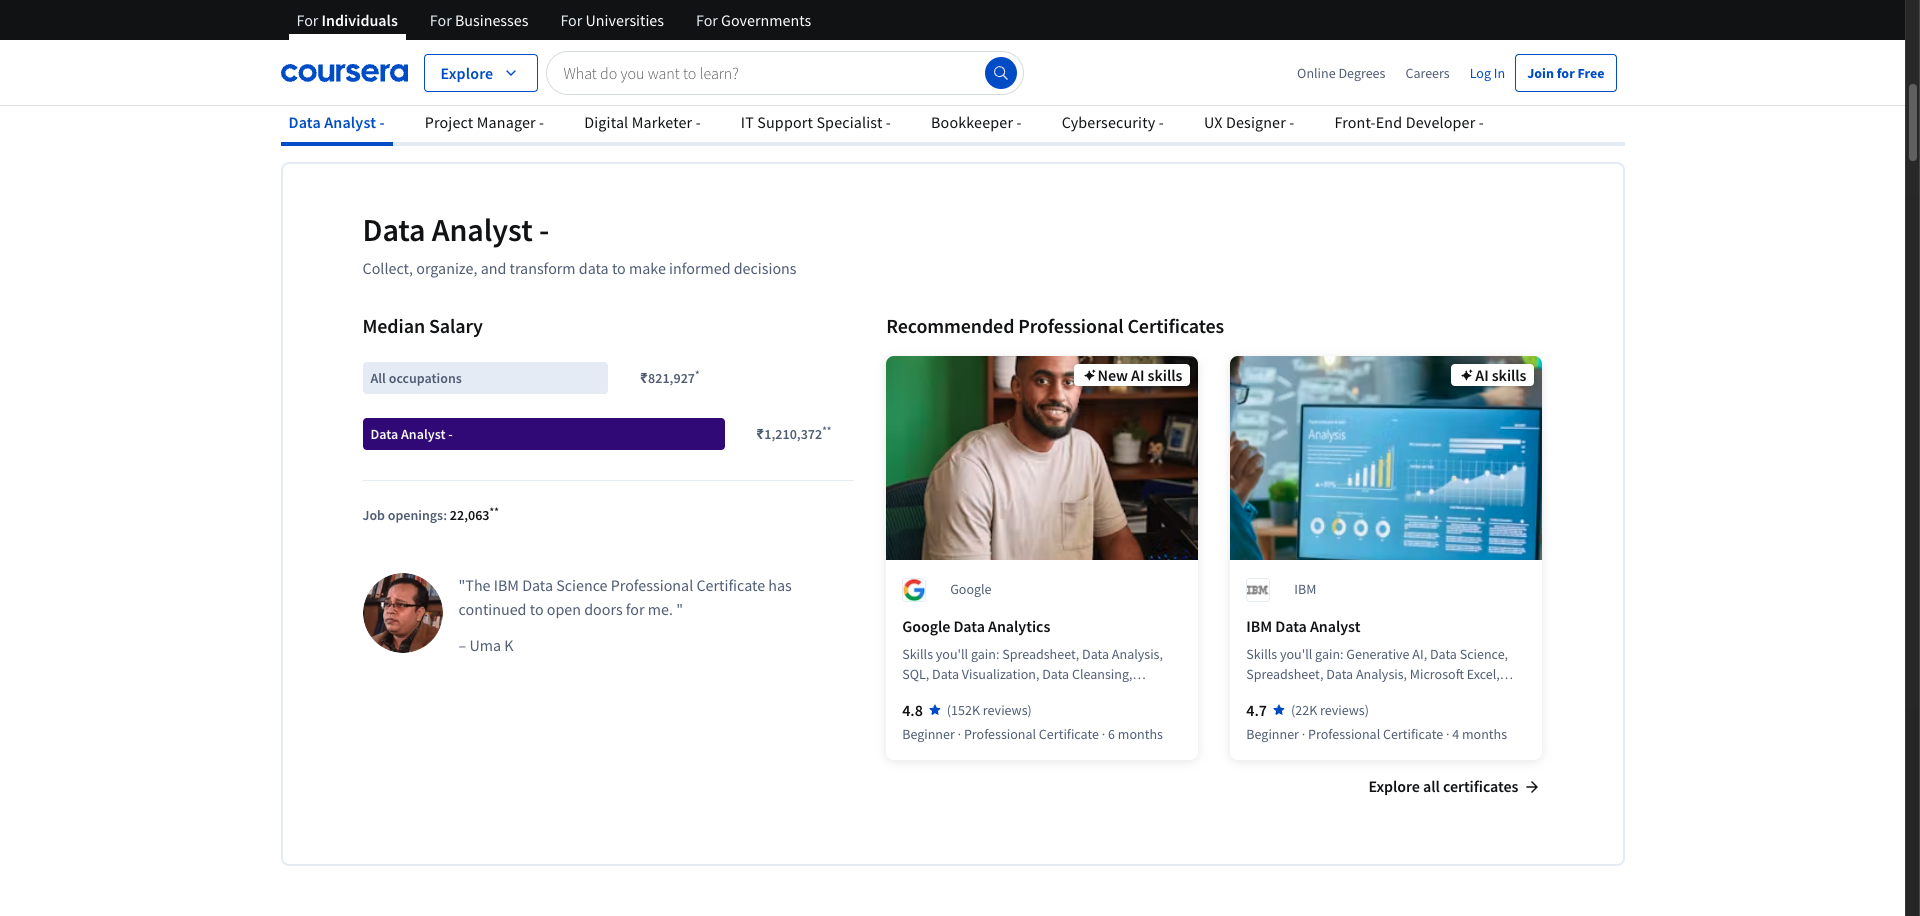 For Individuals
For Businesses
For Universities
For Governments
coursera
Explore
What do you want to learn?
Online Degrees
Careers
Log In
Join for Free
Data Analyst -
Project Manager -
Digital Marketer -
IT Support Specialist -
Bookkeeper -
Cybersecurity -
UX Designer -
Front-End Developer -
Data Analyst -
Collect, organize, and transform data to make informed decisions
Median Salary
All occupations
₹821,927*
Data Analyst -
₹1,210,372**
Job openings: 22,063**
"The IBM Data Science Professional Certificate has
continued to open doors for me. "
– Uma K
Recommended Professional Certificates
New AI skills
Google
Google Data Analytics
Skills you'll gain: Spreadsheet, Data Analysis,
SQL, Data Visualization, Data Cleansing,…
4.8 (152K reviews)
Beginner · Professional Certificate · 6 months
AI skills
Analysis
IBM
IBM
IBM Data Analyst
Skills you'll gain: Generative AI, Data Science,
Spreadsheet, Data Analysis, Microsoft Excel,…
4.7 (22K reviews)
Beginner · Professional Certificate · 4 months
Explore all certificates